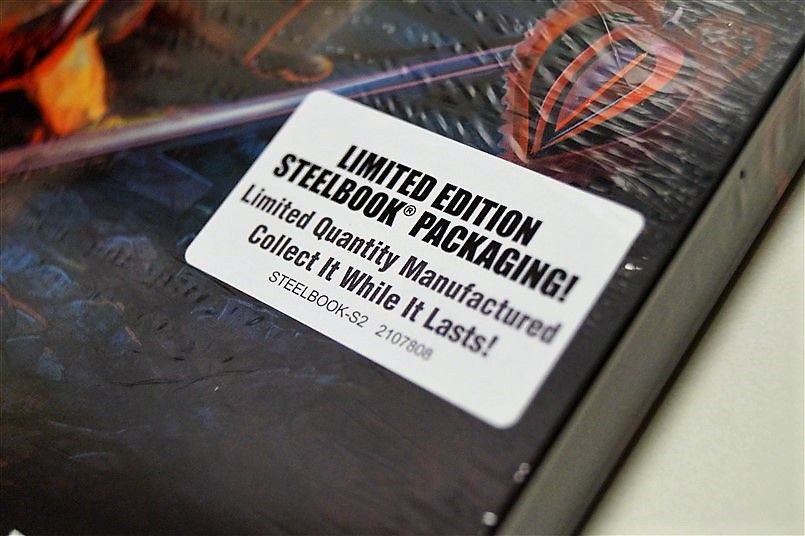 LIMITED EDITION
STEELBOOK® PACKAGING!
Limited Quantity Manufactured
Collect It While It Lasts!
STEELBOOK-S2 2107808